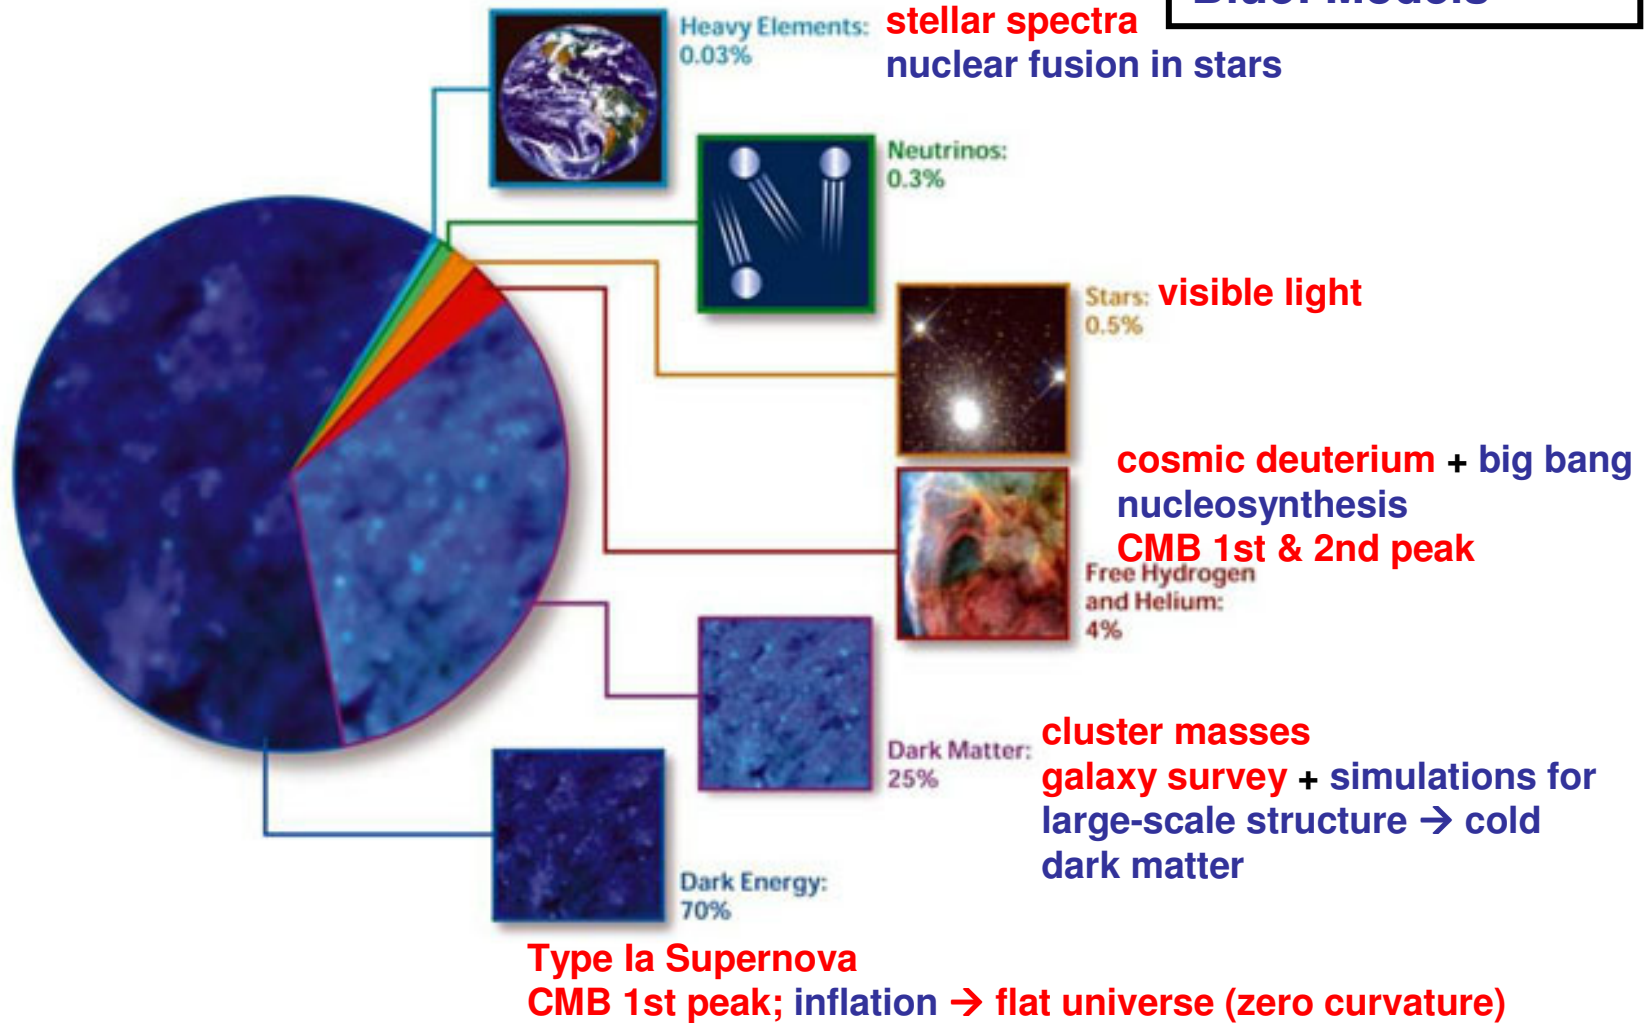 Blue: Models
Heavy Elements: stellar spectra
0.03% nuclear fusion in stars
Neutrinos:
0.3%
Stars: visible light
0.5%
cosmic deuterium + big bang
nucleosynthesis
CMB 1st & 2nd peak
Free Hydrogen
and Helium:
4%
cluster masses
Dark Matter: galaxy survey + simulations for
25% large-scale structure → cold
dark matter
Dark Energy:
70%
Type Ia Supernova
CMB 1st peak; inflation → flat universe (zero curvature)